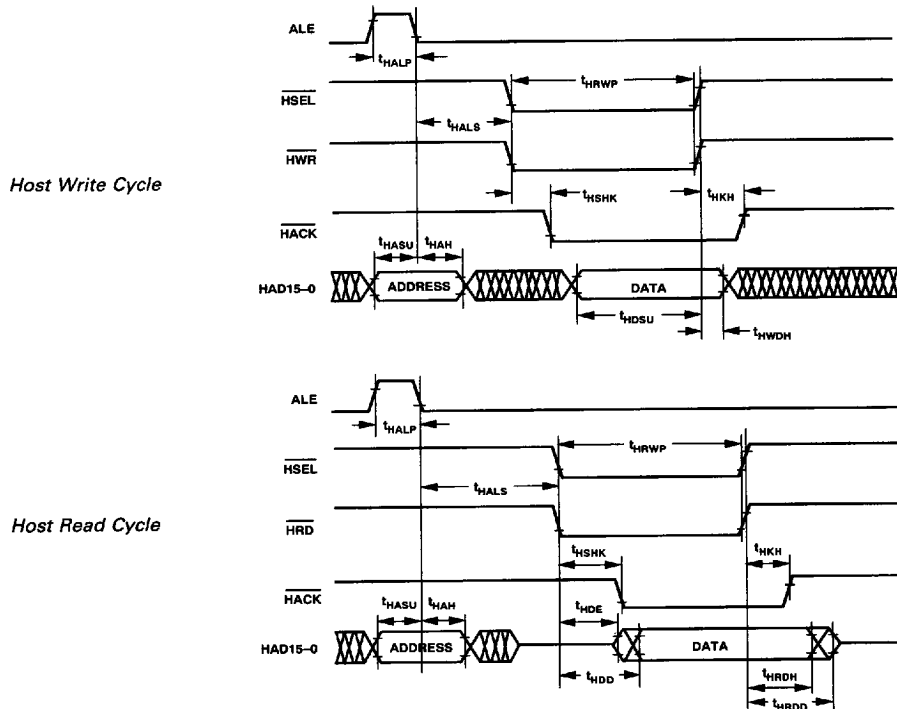 ALE
tHALP
HSEL
tHRWP
tHALS
HWR
Host Write Cycle
tHSHK
tHKH
HACK
tHASU tHAH
HAD15–0
ADDRESS
DATA
tHDSU
tHWDH
ALE
tHALP
HSEL
tHRWP
tHALS
HRD
Host Read Cycle
tHSHK
tHKH
HACK
tHASU tHAH
tHDE
HAD15–0
ADDRESS
DATA
tHDD
tHRDH
tHRDD